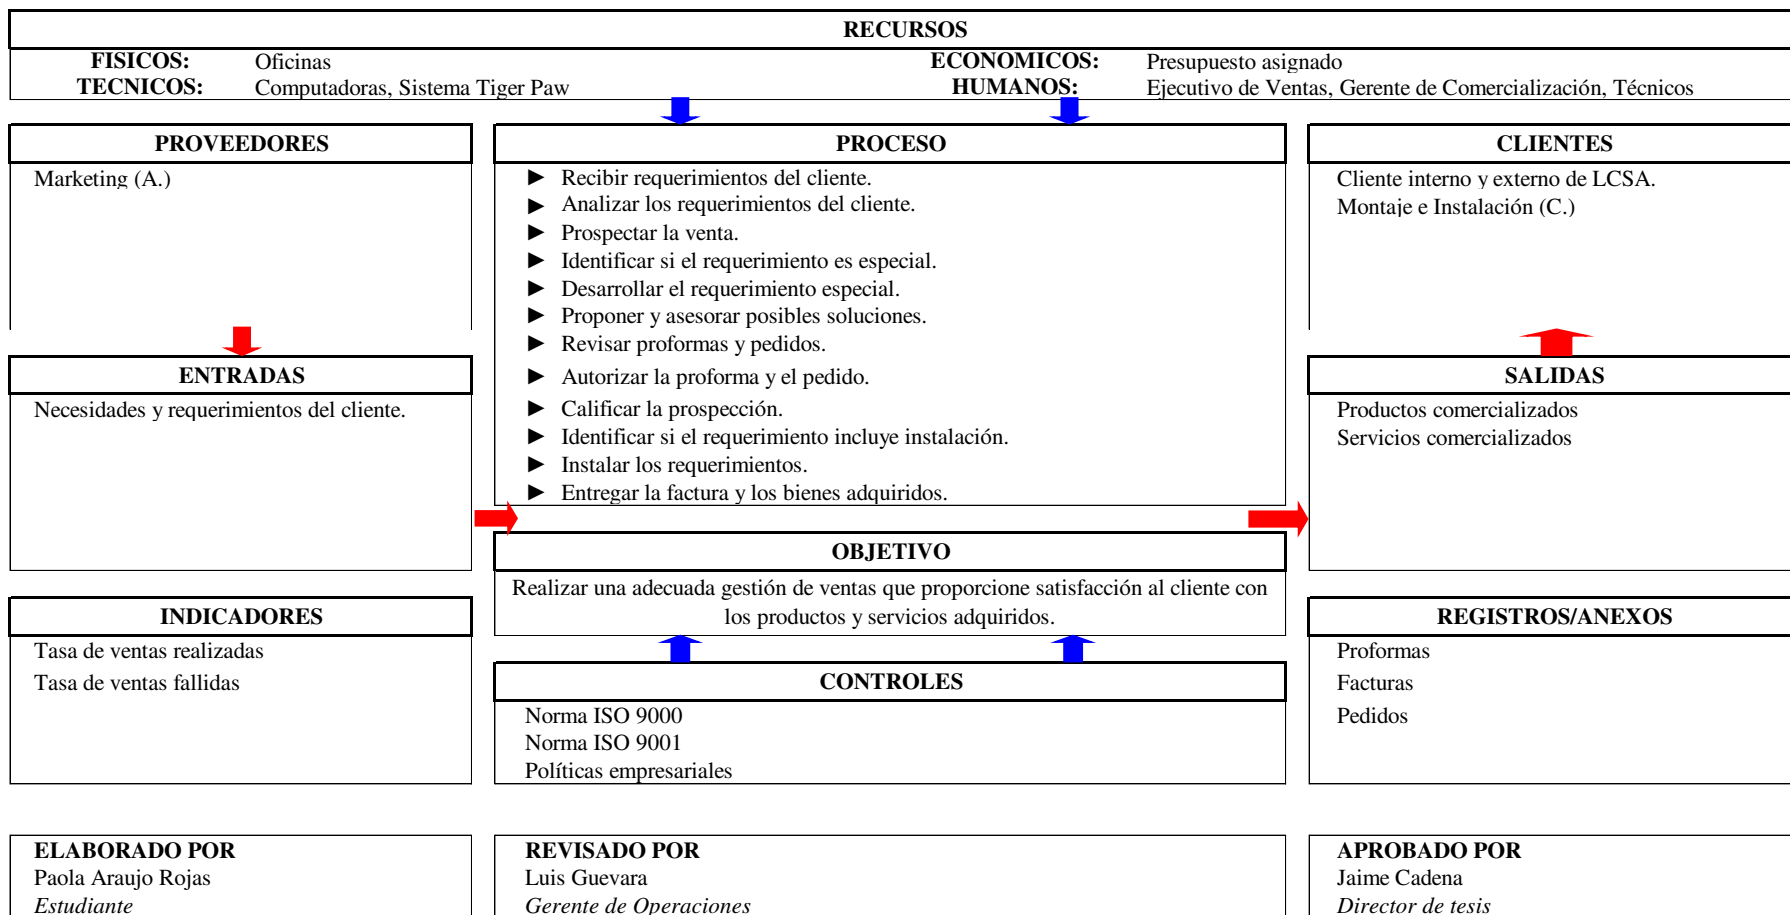 RECURSOS
FISICOS: Oficinas ECONOMICOS: Presupuesto asignado
TECNICOS: Computadoras, Sistema Tiger Paw HUMANOS: Ejecutivo de Ventas, Gerente de Comercialización, Técnicos
PROVEEDORES
Marketing (A.)
ENTRADAS
Necesidades y requerimientos del cliente.
INDICADORES
Tasa de ventas realizadas
Tasa de ventas fallidas
PROCESO
► Recibir requerimientos del cliente.
► Analizar los requerimientos del cliente.
► Prospectar la venta.
► Identificar si el requerimiento es especial.
► Desarrollar el requerimiento especial.
► Proponer y asesorar posibles soluciones.
► Revisar proformas y pedidos.
► Autorizar la proforma y el pedido.
► Calificar la prospección.
► Identificar si el requerimiento incluye instalación.
► Instalar los requerimientos.
► Entregar la factura y los bienes adquiridos.
OBJETIVO
Realizar una adecuada gestión de ventas que proporcione satisfacción al cliente con
los productos y servicios adquiridos.
CONTROLES
Norma ISO 9000
Norma ISO 9001
Políticas empresariales
CLIENTES
Cliente interno y externo de LCSA.
Montaje e Instalación (C.)
SALIDAS
Productos comercializados
Servicios comercializados
REGISTROS/ANEXOS
Proformas
Facturas
Pedidos
ELABORADO POR
Paola Araujo Rojas
Estudiante
REVISADO POR
Luis Guevara
Gerente de Operaciones
APROBADO POR
Jaime Cadena
Director de tesis